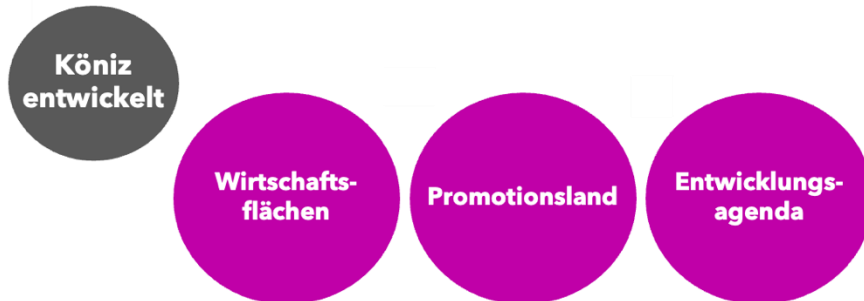 Köniz
entwickelt
Wirtschafts-
flächen
Promotionsland
Entwicklungs-
agenda